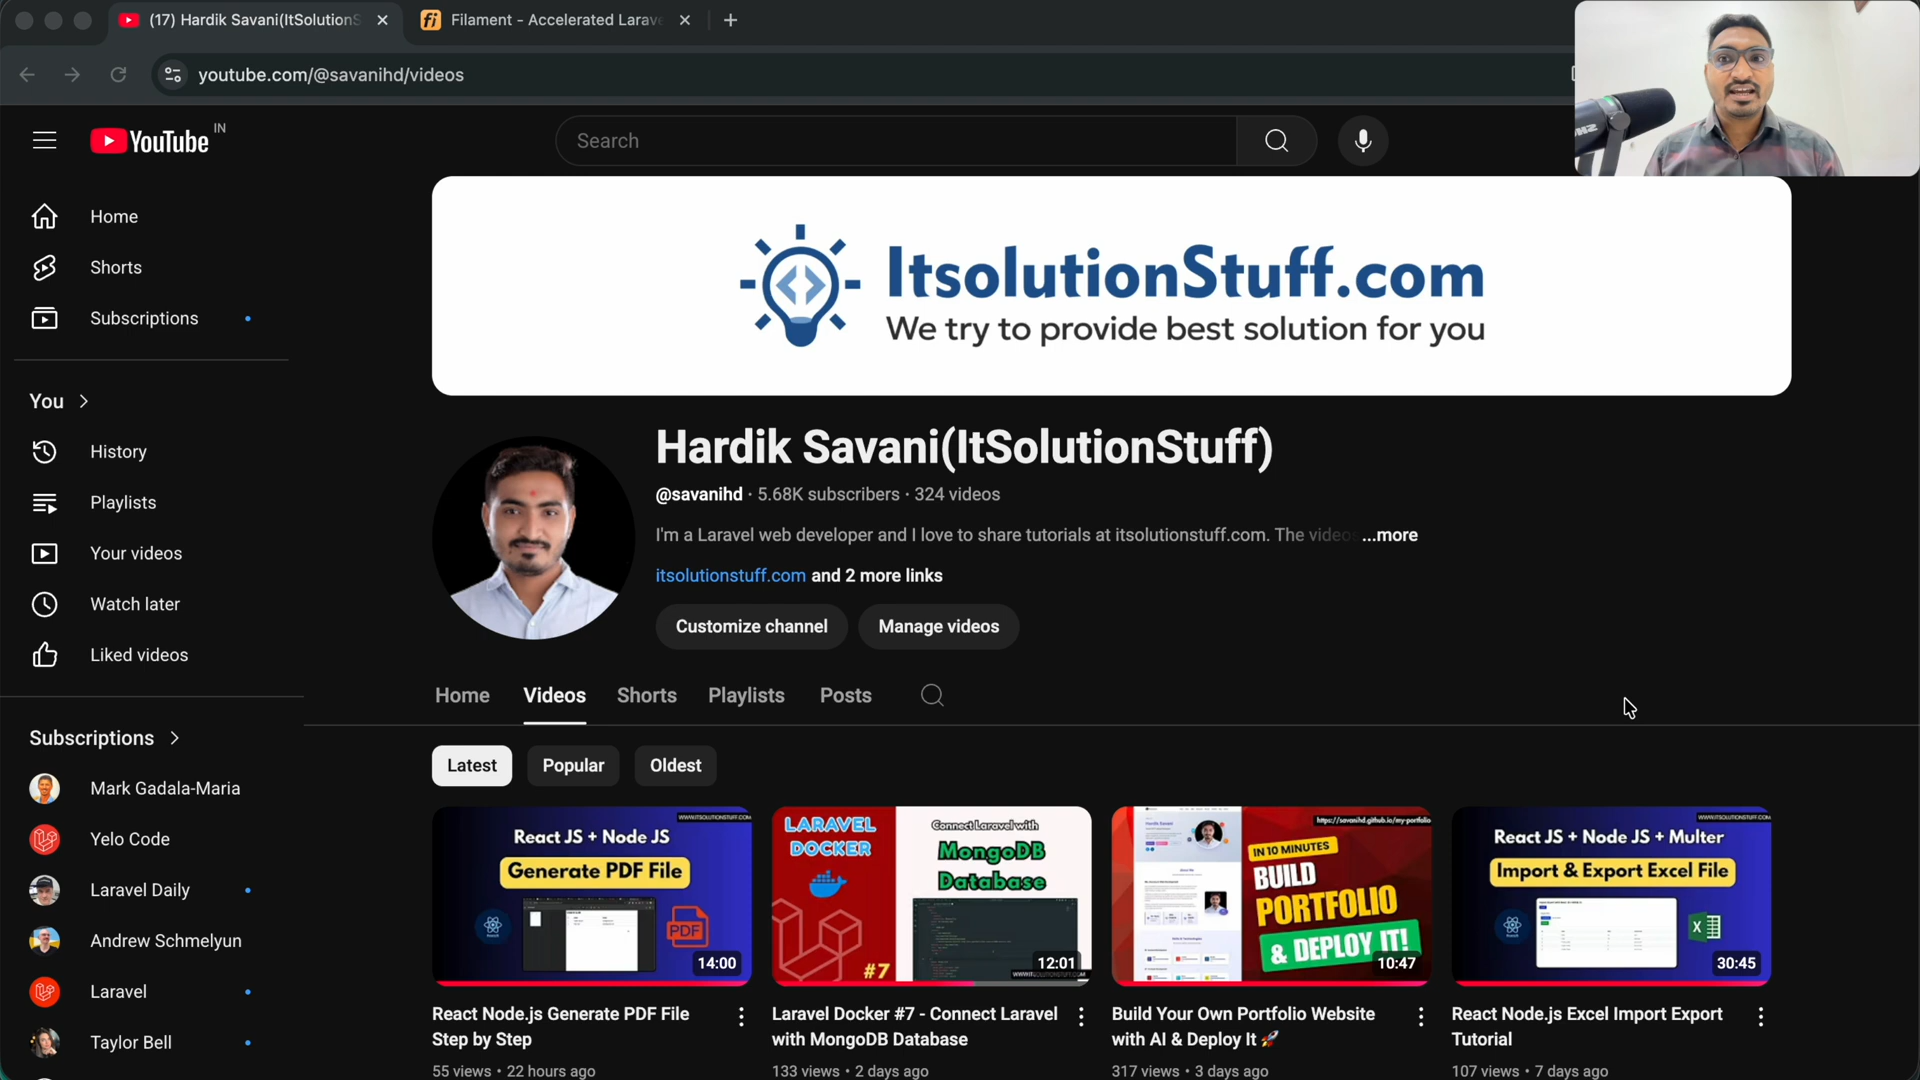 (17) Hardik Savani(ItSolutionS
Filament - Accelerated Larav
youtube.com/@savanihd/videos
YouTube IN
Search
Home
Shorts
Subscriptions
You
History
Playlists
Your videos
Watch later
Liked videos
Subscriptions
Mark Gadala-Maria
Yelo Code
Laravel Daily
Andrew Schmelyun
Laravel
Taylor Bell
ItsolutionStuff.com
We try to provide best solution for you
Hardik Savani(ItSolutionStuff)
@savanihd · 5.68K subscribers · 324 videos
I'm a Laravel web developer and I love to share tutorials at itsolutionstuff.com. The videos ...more
itsolutionstuff.com and 2 more links
Customize channel
Manage videos
Home
Videos
Shorts
Playlists
Posts
Latest
Popular
Oldest
WWW.ITSOLUTIONSTUFF.COM
React JS + Node JS
Generate PDF File
PDF
14:00
React Node.js Generate PDF File
Step by Step
55 views • 22 hours ago
LARAVEL
DOCKER
#7
Connect Laravel with
MongoDB
Database
12:01
Laravel Docker #7 - Connect Laravel
with MongoDB Database
133 views • 2 days ago
https://savanihd.github.io/my-portfolio
IN 10 MINUTES
BUILD
PORTFOLIO
& DEPLOY IT!
10:47
Build Your Own Portfolio Website
with AI & Deploy It 🚀
317 views • 3 days ago
WWW.ITSOLUTIONSTUFF.COM
React JS + Node JS + Multer
Import & Export Excel File
30:45
React Node.js Excel Import Export
Tutorial
107 views • 7 days ago